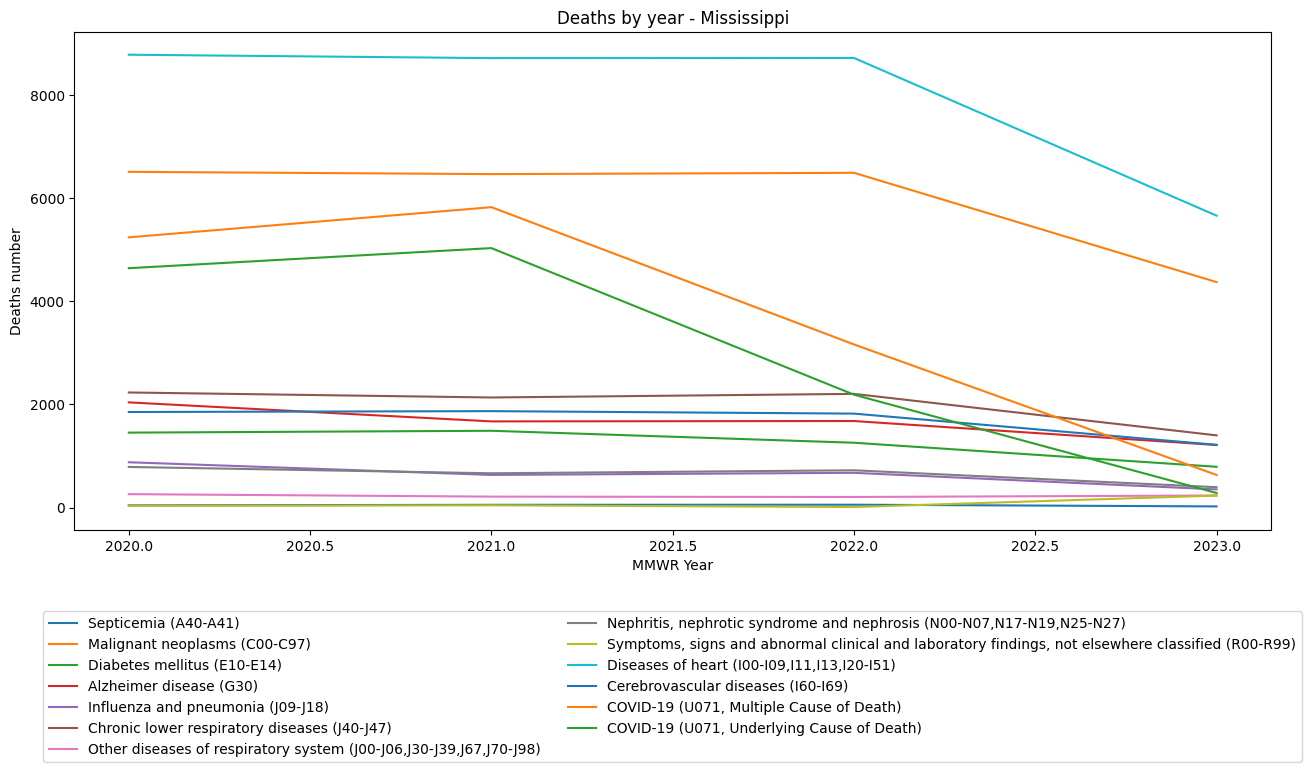 Deaths by year - Mississippi
Deaths number
8000
6000
4000
2000
0
2020.0 2020.5 2021.0 2021.5 2022.0 2022.5 2023.0
MMWR Year
Septicemia (A40-A41)
Malignant neoplasms (C00-C97)
Diabetes mellitus (E10-E14)
Alzheimer disease (G30)
Influenza and pneumonia (J09-J18)
Chronic lower respiratory diseases (J40-J47)
Other diseases of respiratory system (J00-J06,J30-J39,J67,J70-J98)
Nephritis, nephrotic syndrome and nephrosis (N00-N07,N17-N19,N25-N27)
Symptoms, signs and abnormal clinical and laboratory findings, not elsewhere classified (R00-R99)
Diseases of heart (I00-I09,I11,I13,I20-I51)
Cerebrovascular diseases (I60-I69)
COVID-19 (U071, Multiple Cause of Death)
COVID-19 (U071, Underlying Cause of Death)